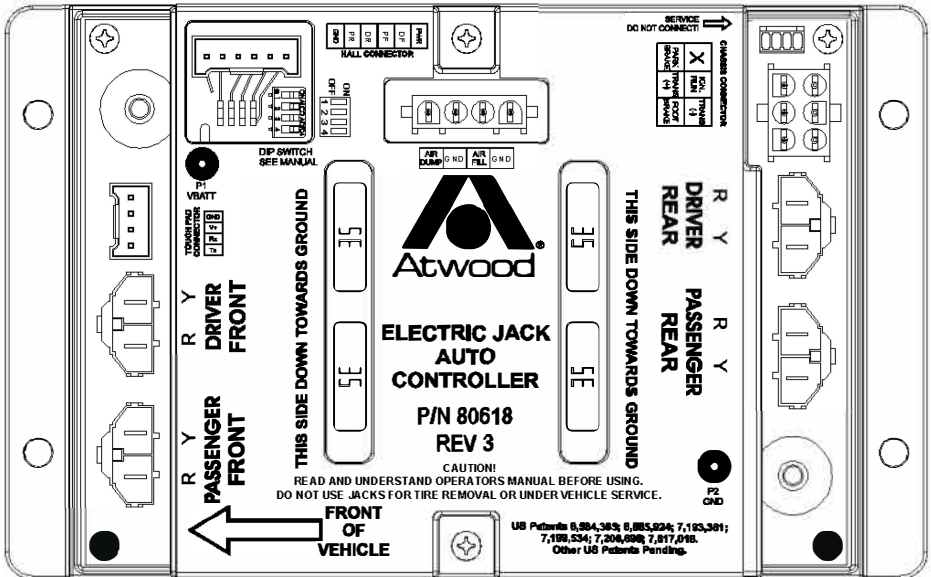 GND
PR
DR
PF
DF
PWR
HALL CONNECTOR
SERVICE
DO NOT CONNECT!
CHASSIS CONNECTOR
X
IGN. RUN
TRANS (-)
PARK BRAKE
TRANS (+)
FOOT BRAKE
ON
OFF
1
2
3
4
DIP SWITCH
SEE MANUAL
AIR DUMP
GND
AIR FILL
GND
P1
VBATT
TOUCH PAD
CONNECTOR
GND
V+
Rx
Tx
R Y
DRIVER
FRONT
R Y
PASSENGER
FRONT
THIS SIDE DOWN TOWARDS GROUND
Atwood®
ELECTRIC JACK
AUTO
CONTROLLER
P/N 80618
REV 3
THIS SIDE DOWN TOWARDS GROUND
R Y
DRIVER
REAR
R Y
PASSENGER
REAR
P2
GND
CAUTION!
READ AND UNDERSTAND OPERATORS MANUAL BEFORE USING.
DO NOT USE JACKS FOR TIRE REMOVAL OR UNDER VEHICLE SERVICE.
FRONT
OF
VEHICLE
US Patents
Other US Patents Pending.